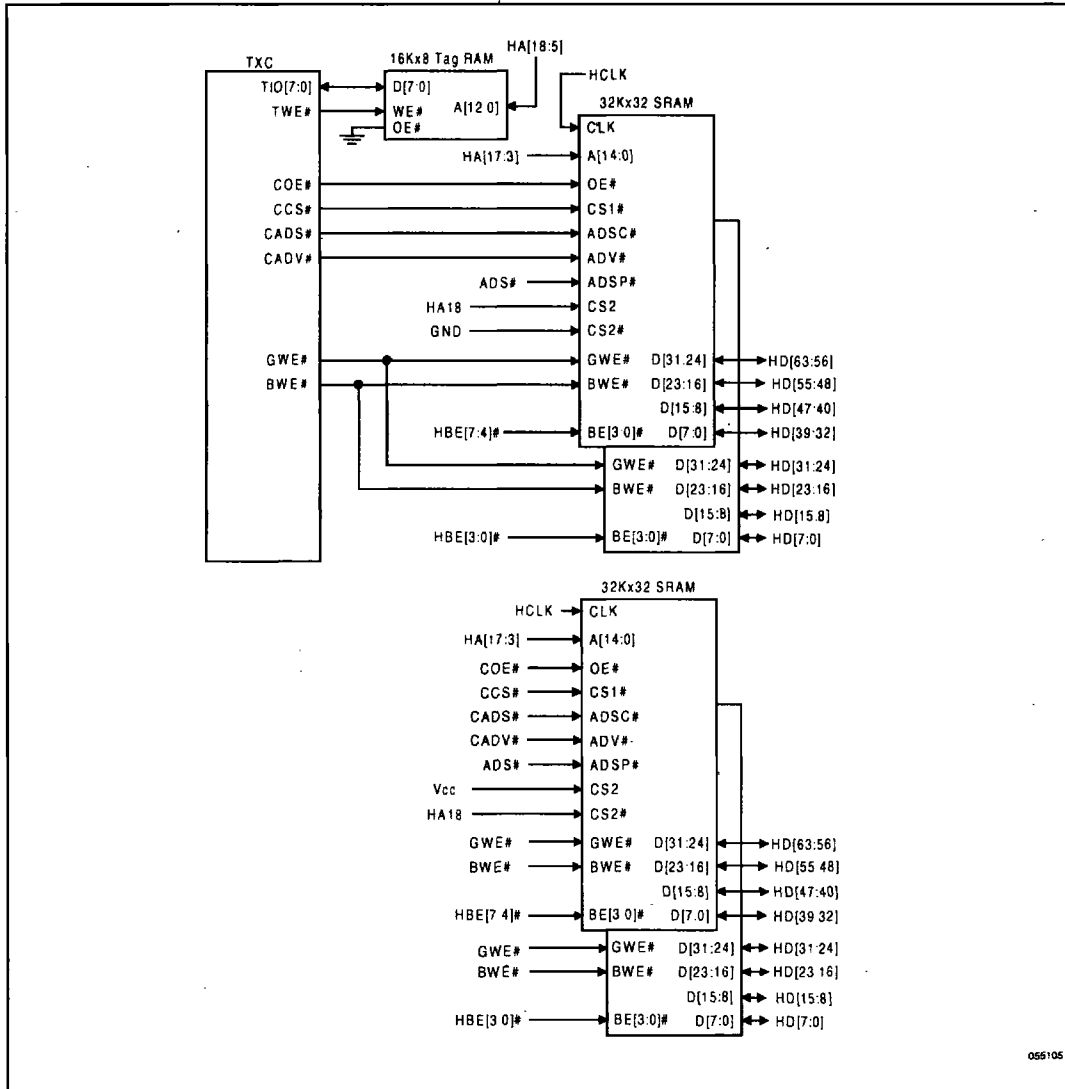 HA[18:5]
16Kx8 Tag RAM
TXC
HCLK
TIO[7:0]
D[7:0]
32Kx32 SRAM
TWE#
WE#
A[12 0]
OE#
CLK
HA[17:3]
A[14:0]
COE#
OE#
CCS#
CS1#
CADS#
ADSC#
CADV#
ADV#
ADS#
ADSP#
HA18
CS2
GND
CS2#
GWE#
GWE#
D[31.24]
HD[63:56]
BWE#
BWE#
D[23:16]
HD[55:48]
D[15:8]
HD[47:40]
HBE[7:4]#
BE[3:0]#
D[7:0]
HD[39:32]
GWE#
D[31:24]
HD[31:24]
BWE#
D[23:16]
HD[23:16]
D[15:8]
HD[15.8]
HBE[3:0]#
BE[3:0]#
D[7:0]
HD[7:0]
32Kx32 SRAM
HCLK
CLK
HA[17:3]
A[14:0]
COE#
OE#
CCS#
CS1#
CADS#
ADSC#
CADV#
ADV#
ADS#
ADSP#
Vcc
CS2
HA18
CS2#
GWE#
GWE#
D[31:24]
HD[63:56]
BWE#
BWE#
D[23:16]
HD[55 48]
D[15:8]
HD[47:40]
HBE[7 4]#
BE[3 0]#
D[7.0]
HD[39 32]
GWE#
GWE#
D[31:24]
HD[31:24]
BWE#
BWE#
D[23:16]
HD[23 16]
D[15:8]
HD[15:8]
HBE[3 0]#
BE[3:0]#
D[7:0]
HD[7:0]
055105